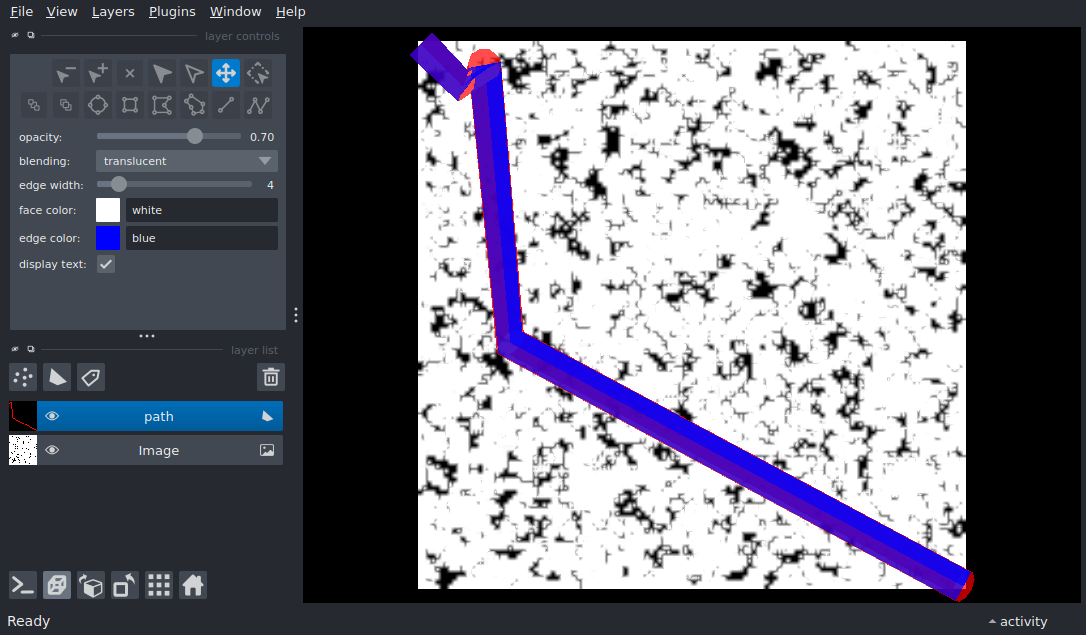 File View Layers Plugins Window Help
layer controls
opacity: 0.70
blending: translucent
edge width: 4
face color: white
edge color: blue
display text:
layer list
path
Image
Ready activity